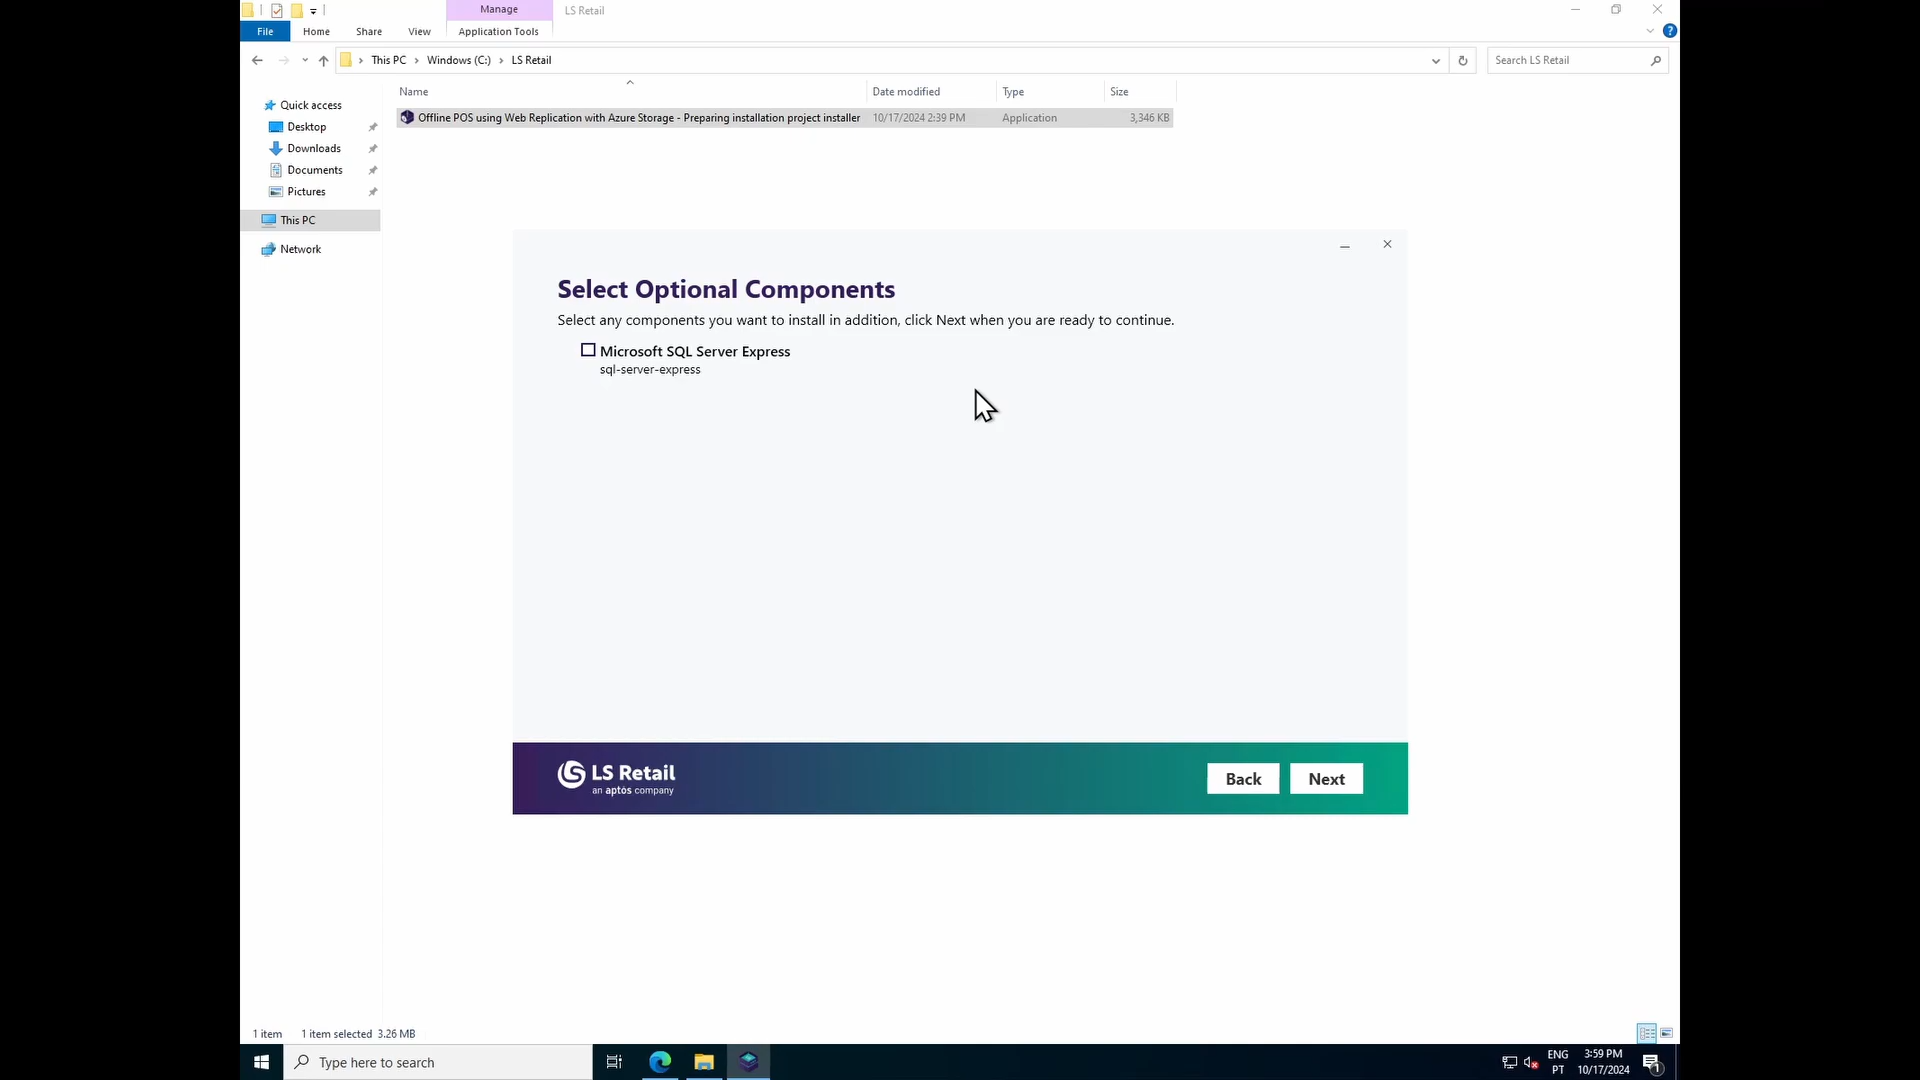 Manage
LS Retail
File
Home
Share
View
Application Tools
This PC
Windows (C:)
LS Retail
Search LS Retail
Name
Date modified
Type
Size
Offline POS using Web Replication with Azure Storage - Preparing installation project installer
10/17/2024 2:39 PM
Application
3,346 KB
Quick access
Desktop
Downloads
Documents
Pictures
This PC
Network
Select Optional Components
Select any components you want to install in addition, click Next when you are ready to continue.
Microsoft SQL Server Express
sql-server-express
LS Retail
an aptos company
Back
Next
1 item
1 item selected 3.26 MB
Type here to search
ENG
PT
3:59 PM
10/17/2024
1